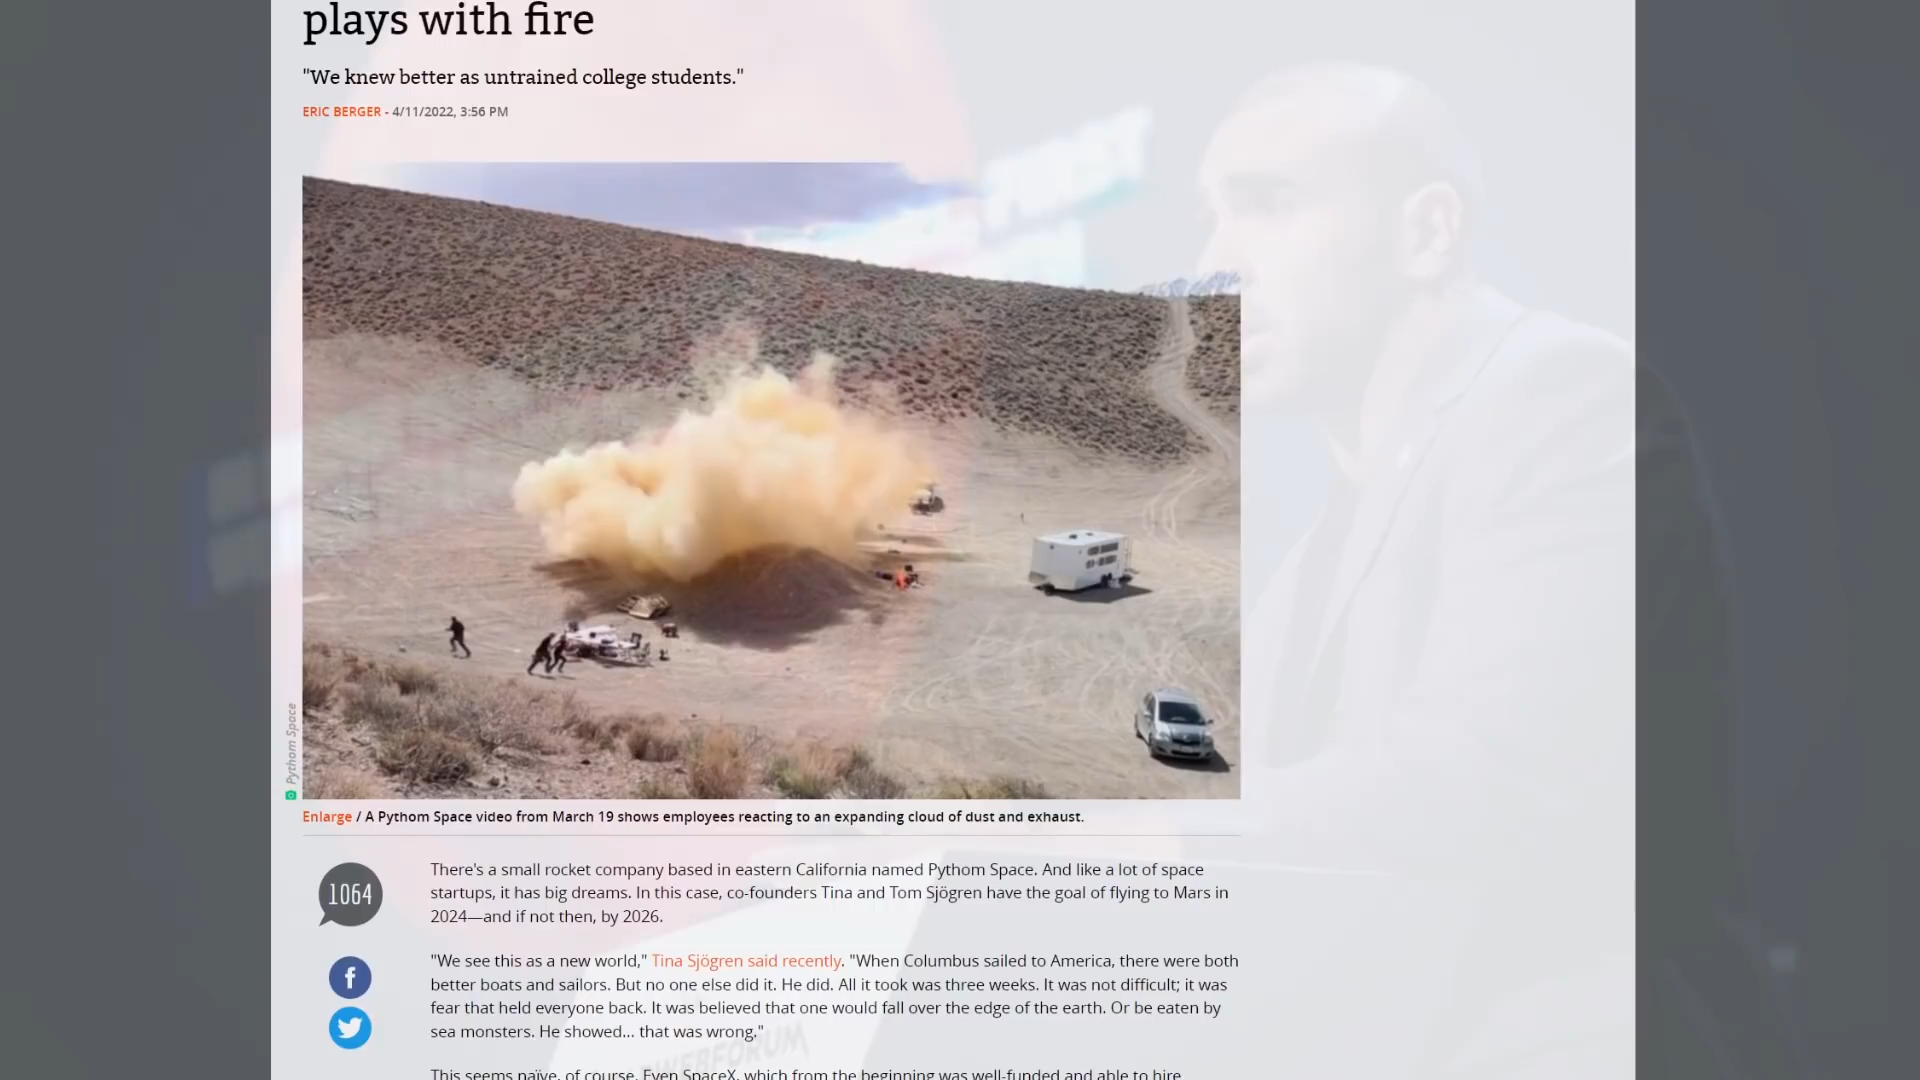 plays with fire
"We knew better as untrained college students."
ERIC BERGER - 4/11/2022, 3:56 PM
Pythom Space
Enlarge / A Pythom Space video from March 19 shows employees reacting to an expanding cloud of dust and exhaust.
1064
There's a small rocket company based in eastern California named Pythom Space. And like a lot of space
startups, it has big dreams. In this case, co-founders Tina and Tom Sjögren have the goal of flying to Mars in
2024—and if not then, by 2026.
"We see this as a new world," Tina Sjögren said recently. "When Columbus sailed to America, there were both
better boats and sailors. But no one else did it. He did. All it took was three weeks. It was not difficult; it was
fear that held everyone back. It was believed that one would fall over the edge of the earth. Or be eaten by
sea monsters. He showed... that was wrong."
This seems naïve, of course. Even SpaceX, which from the beginning was well-funded and able to hire